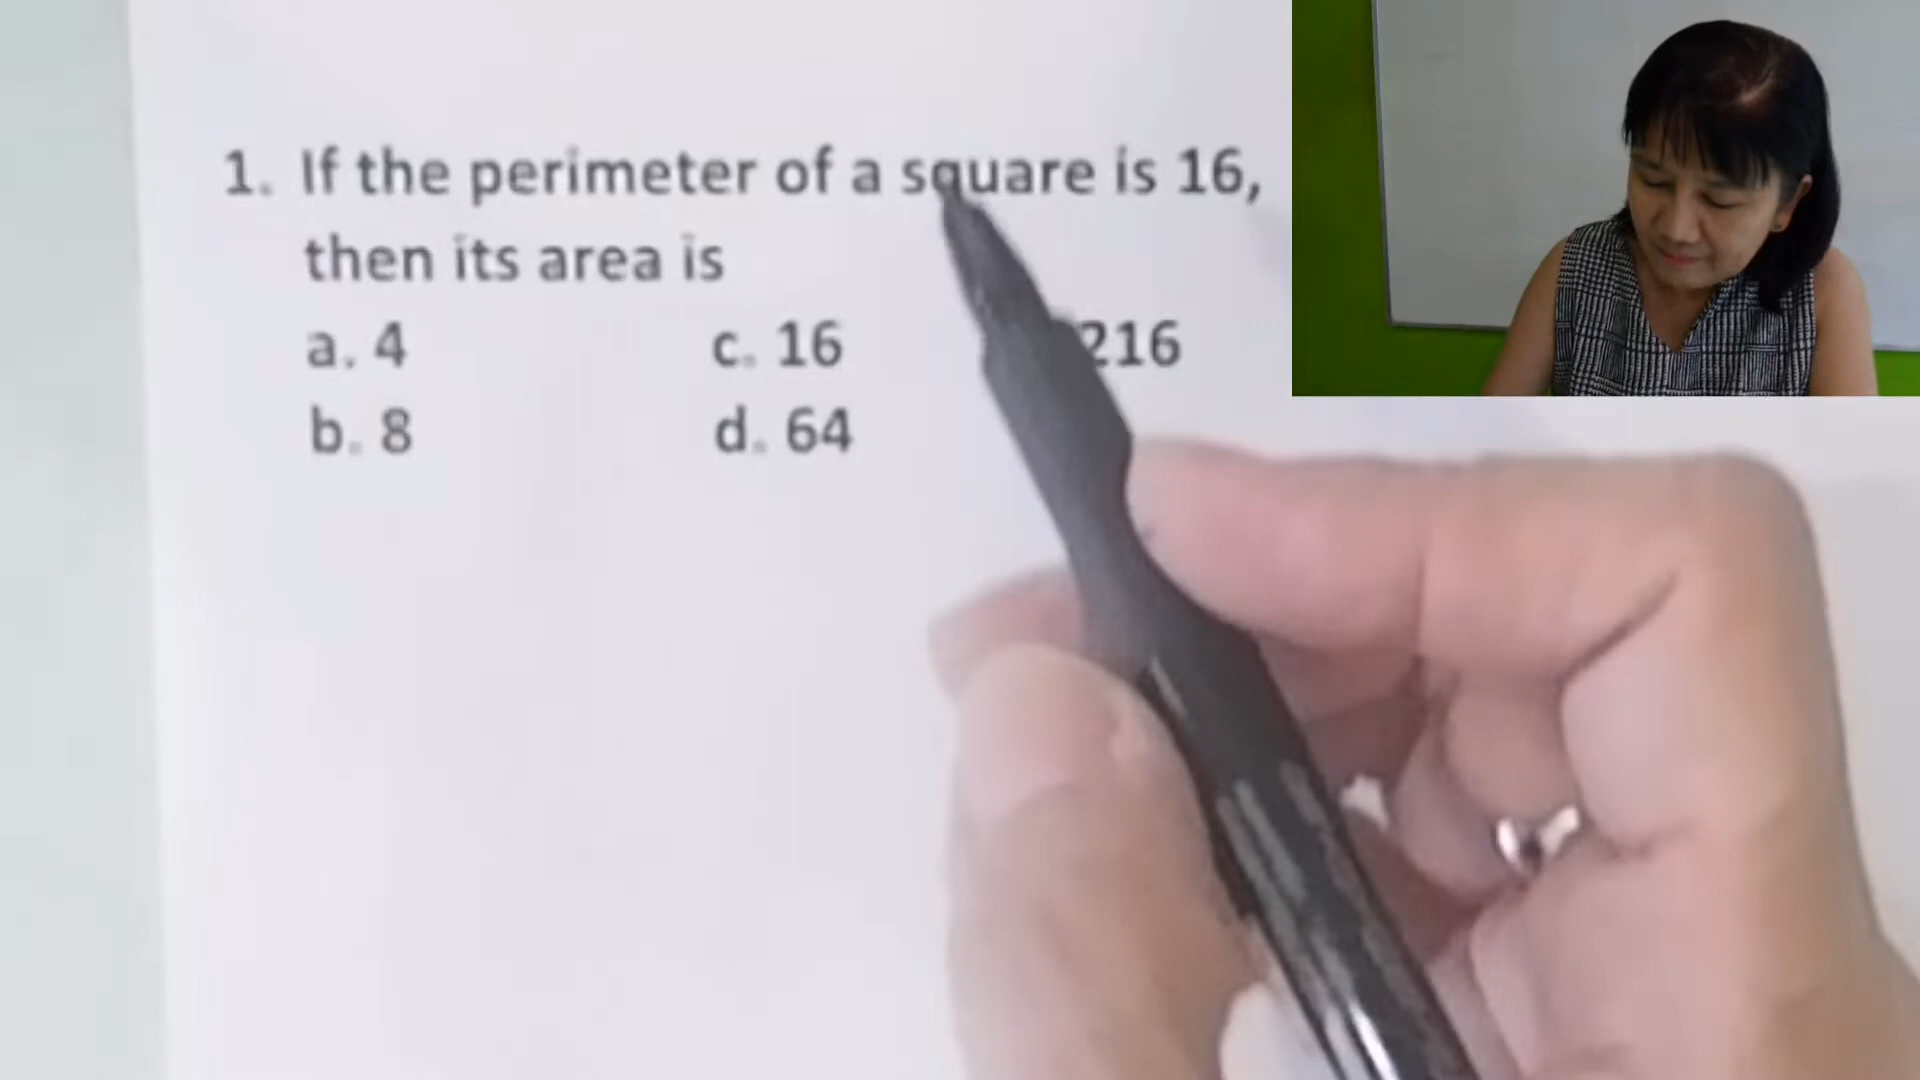 1. If the perimeter of a square is 16,
then its area is
a. 4 c. 16 216
b. 8 d. 64